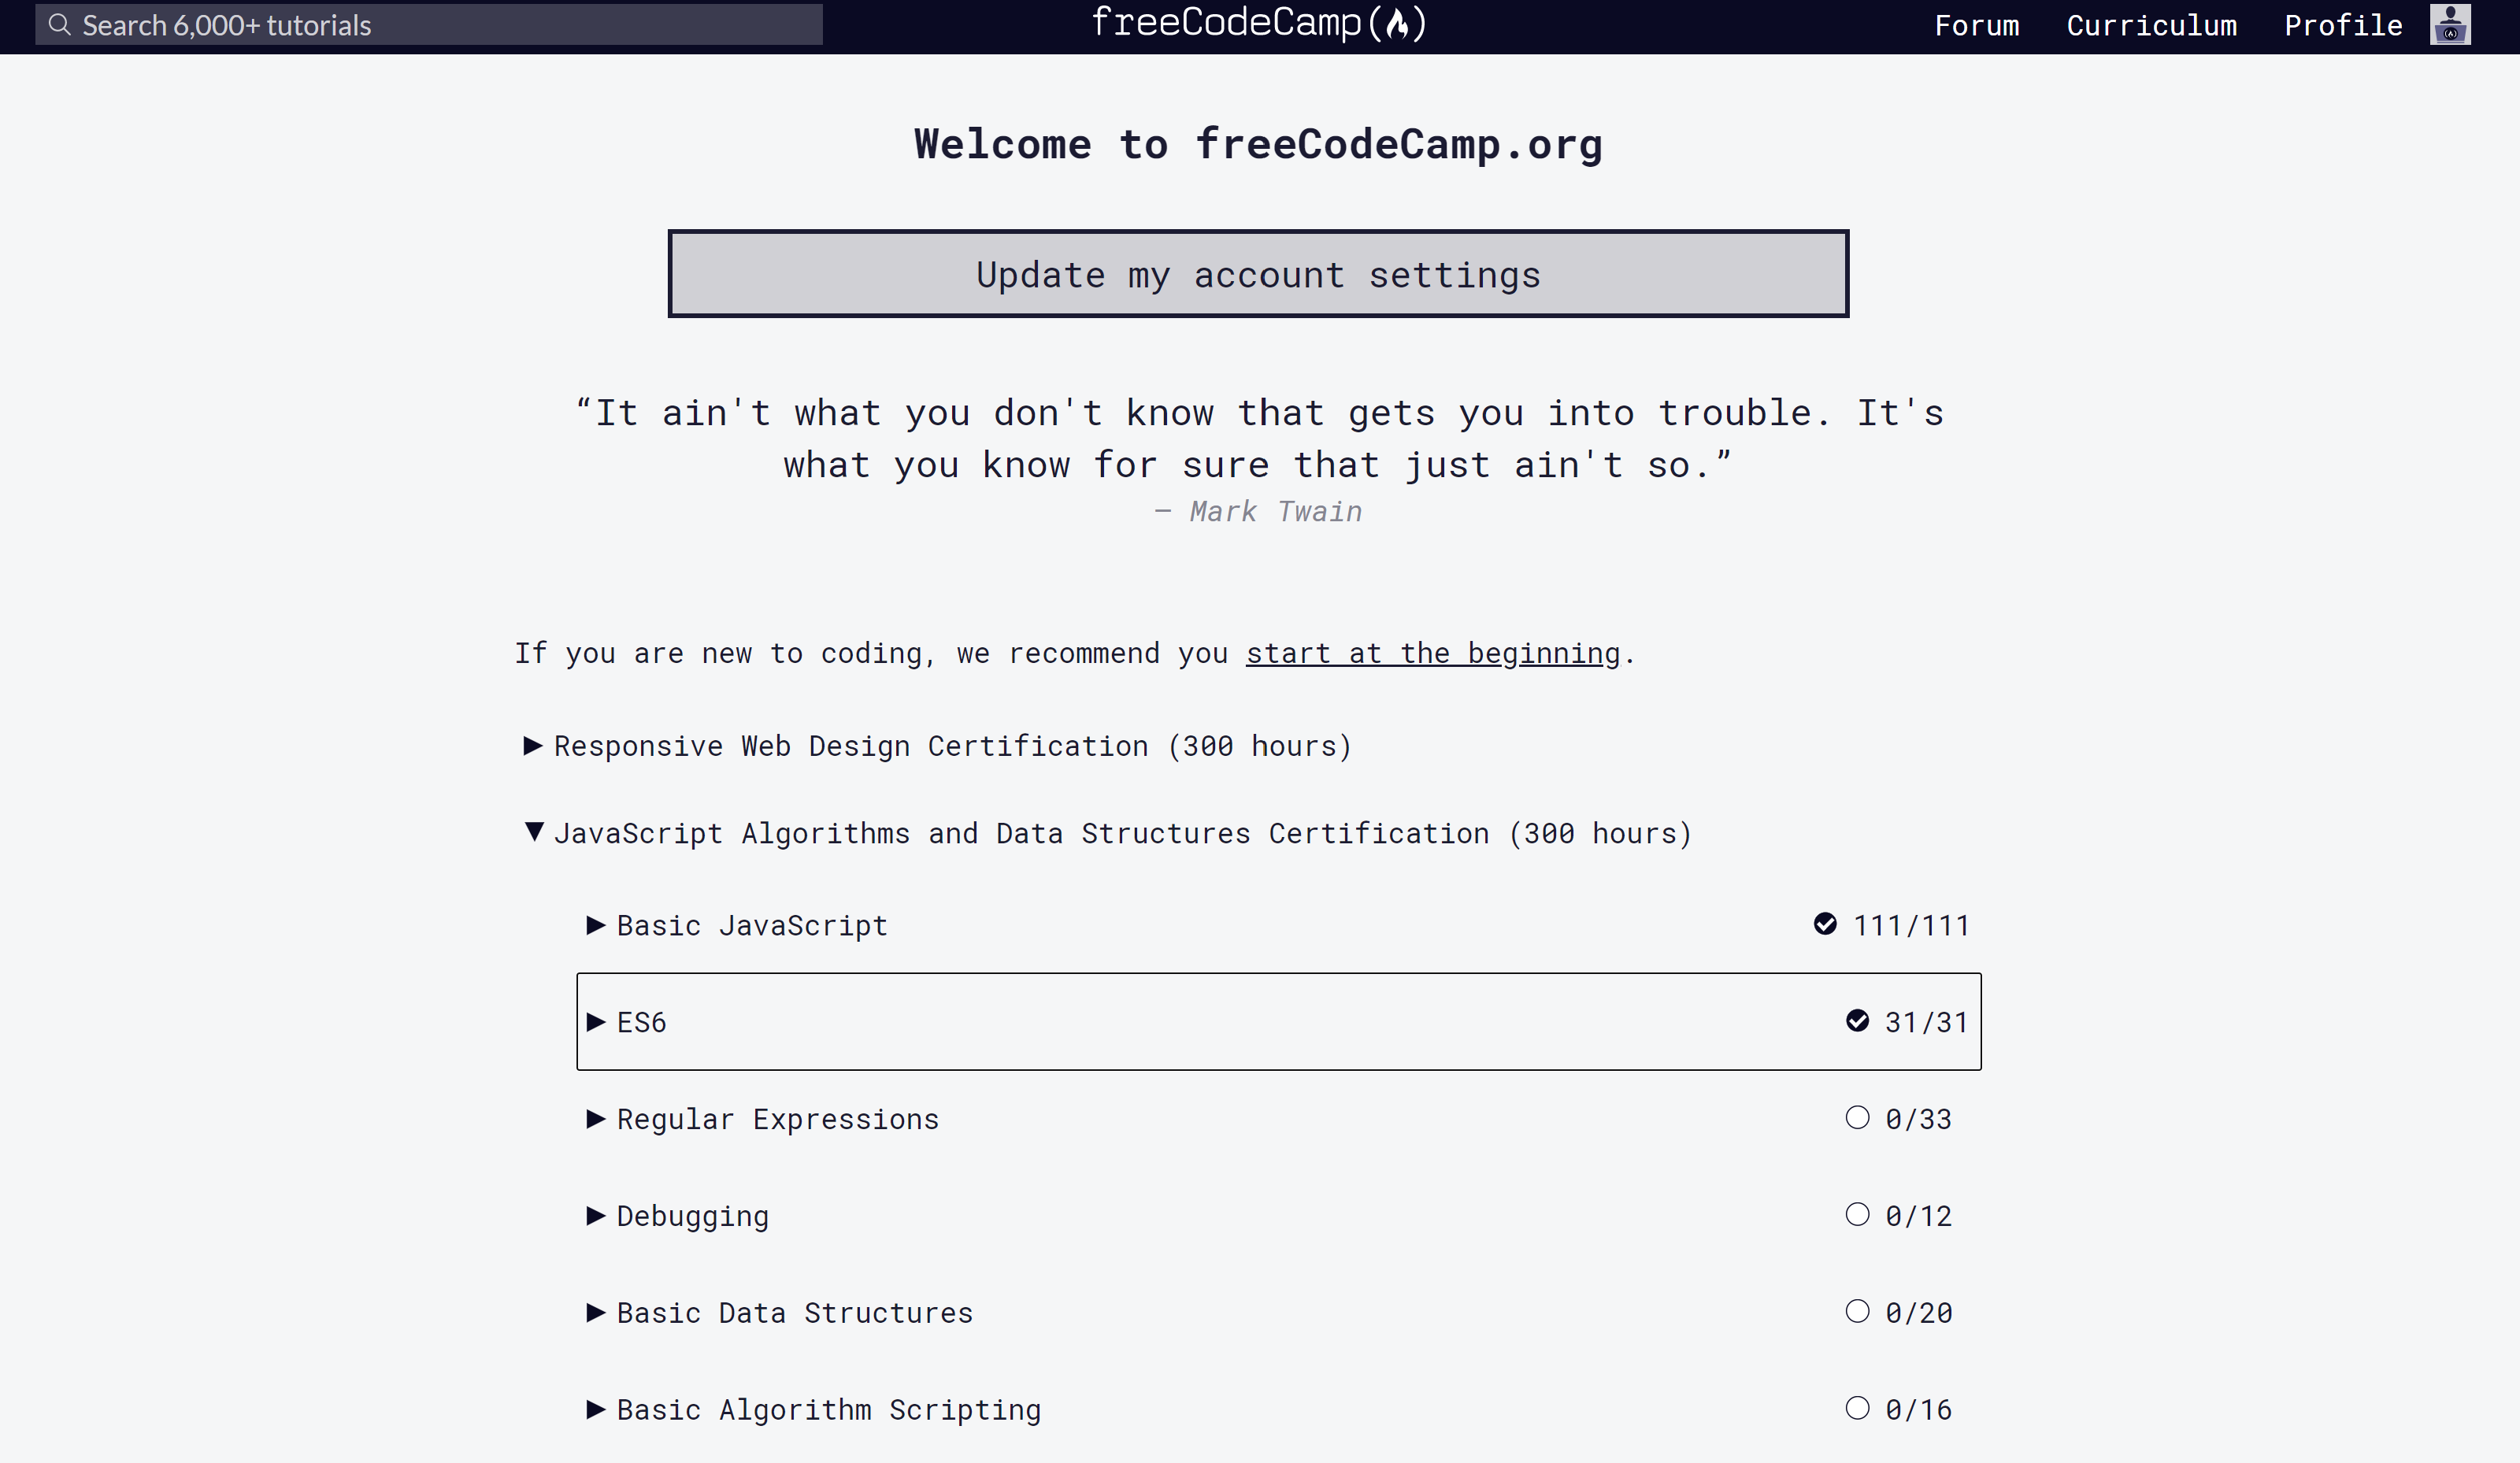 Search 6,000+ tutorials
freeCodeCamp
Forum
Curriculum
Profile
Welcome to freeCodeCamp.org
Update my account settings
“It ain't what you don't know that gets you into trouble. It's
what you know for sure that just ain't so.”
— Mark Twain
If you are new to coding, we recommend you start at the beginning.
Responsive Web Design Certification (300 hours)
JavaScript Algorithms and Data Structures Certification (300 hours)
Basic JavaScript 111/111
ES6 31/31
Regular Expressions 0/33
Debugging 0/12
Basic Data Structures 0/20
Basic Algorithm Scripting 0/16